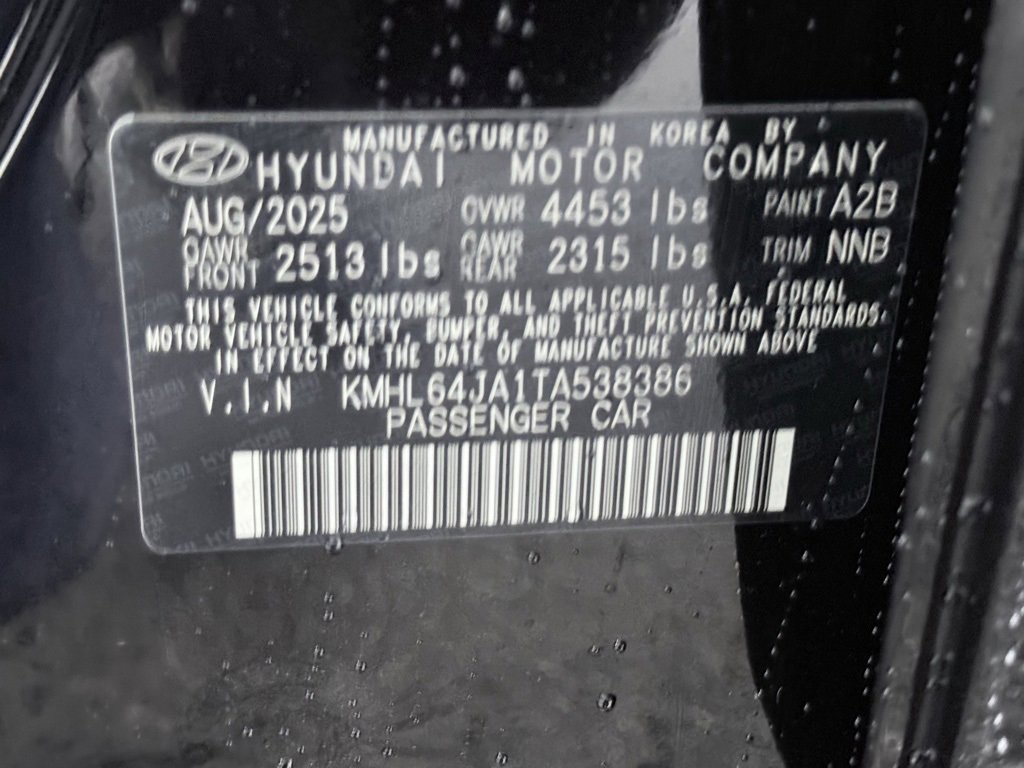 MANUFACTURED IN KOREA BY
HYUNDAI MOTOR COMPANY
AUG/2025 GVWR 4453 lbs PAINT A2B
GAWR FRONT 2513 lbs GAWR REAR 2315 lbs TRIM NNB
THIS VEHICLE CONFORMS TO ALL APPLICABLE U.S.A. FEDERAL
MOTOR VEHICLE SAFETY, BUMPER, AND THEFT PREVENTION STANDARDS.
IN EFFECT ON THE DATE OF MANUFACTURE SHOWN ABOVE
V.I.N KMHL64JA1TA538386
PASSENGER CAR